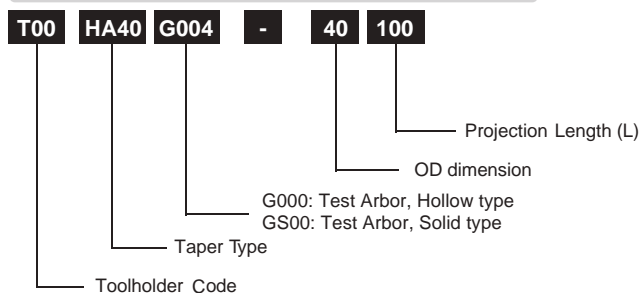 T00 HA40 G004 - 40 100
Projection Length (L)
OD dimension
G000: Test Arbor, Hollow type
GS00: Test Arbor, Solid type
Taper Type
Toolholder Code